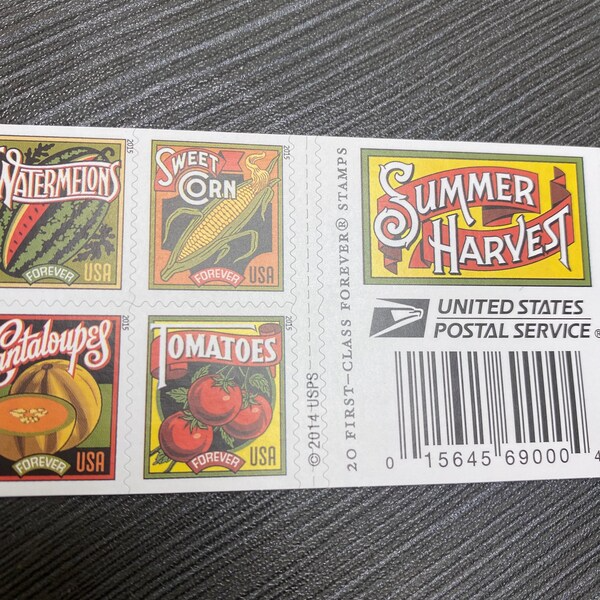 WATERMELONS
2015
FOREVER
USA
SWEET
CORN
2015
FOREVER
USA
Cantaloupes
2015
FOREVER
USA
TOMATOES
2015
FOREVER
USA
© 2014 USPS
20 FIRST-CLASS FOREVER® STAMPS
SUMMER
HARVEST
UNITED STATES
POSTAL SERVICE®
0 15645 69000 4